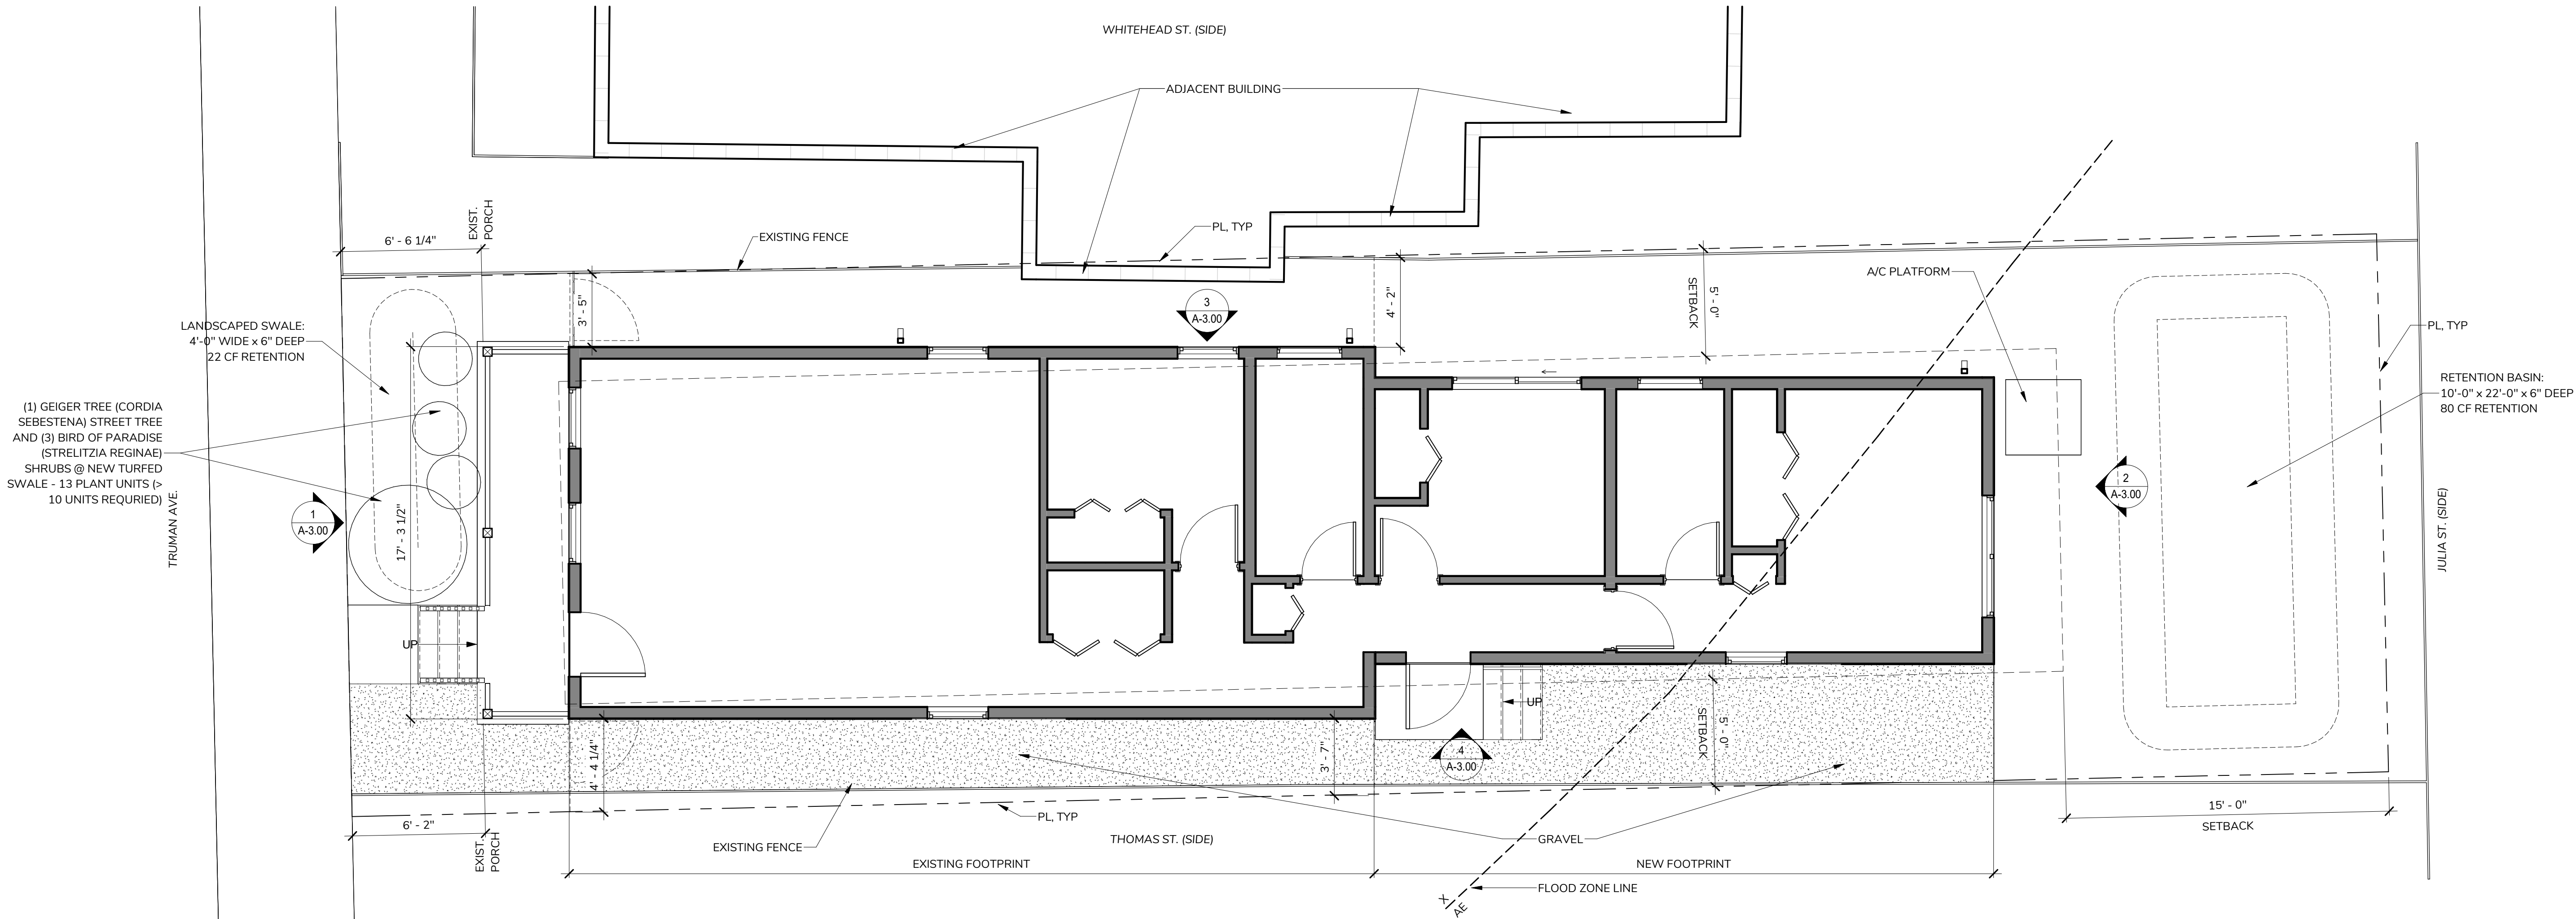 WHITEHEAD ST. (SIDE)
ADJACENT BUILDING
EXIST.
PORCH
6' - 6 1/4"
EXISTING FENCE
PL, TYP
3' - 5"
4' - 2"
5' - 0"
SETBACK
A/C PLATFORM
3
A-3.00
LANDSCAPED SWALE:
4'-0" WIDE x 6" DEEP
22 CF RETENTION
PL, TYP
RETENTION BASIN:
10'-0" x 22'-0" x 6" DEEP
80 CF RETENTION
(1) GEIGER TREE (CORDIA
SEBESTENA) STREET TREE
AND (3) BIRD OF PARADISE
(STRELITZIA REGINAE)
SHRUBS @ NEW TURFED
SWALE - 13 PLANT UNITS (>
10 UNITS REQURIED)
TRUMAN AVE.
1
A-3.00
17' - 3 1/2"
2
A-3.00
JULIA ST. (SIDE)
UP
UP
4' - 4 1/4"
3' - 7"
4
A-3.00
5' - 0"
SETBACK
6' - 2"
EXIST.
PORCH
PL, TYP
THOMAS ST. (SIDE)
EXISTING FENCE
GRAVEL
15' - 0"
SETBACK
EXISTING FOOTPRINT
NEW FOOTPRINT
FLOOD ZONE LINE
X
AE